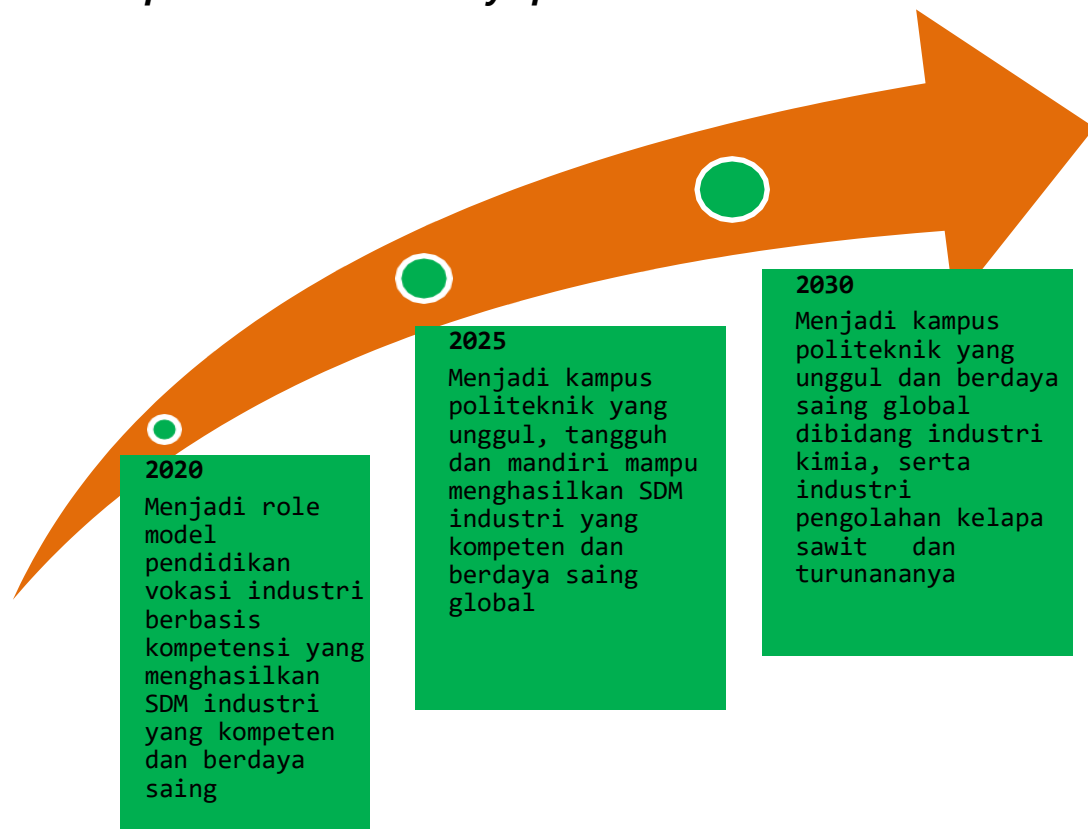 2020
Menjadi role
model
pendidikan
vokasi industri
berbasis
kompetensi yang
menghasilkan
SDM industri
yang kompeten
dan berdaya
saing
2025
Menjadi kampus
politeknik yang
unggul, tangguh
dan mandiri mampu
menghasilkan SDM
industri yang
kompeten dan
berdaya saing
global
2030
Menjadi kampus
politeknik yang
unggul dan berdaya
saing global
dibidang industri
kimia, serta
industri
pengolahan kelapa
sawit   dan
turunananya